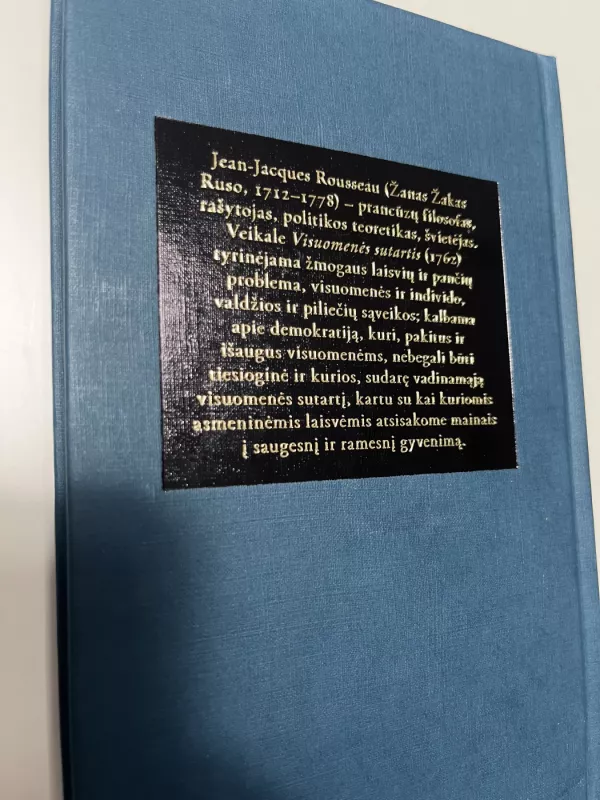 Jean-Jacques Rousseau (Žanas Žakas
Ruso, 1712–1778) – prancūzų filosofas,
rašytojas, politikos teoretikas, švietėjas.
Veikale Visuomenės sutartis (1762)
tyrinėjama žmogaus laisvių ir pančių
problema, visuomenės ir individo,
valdžios ir piliečių sąveikos; kalbama
apie demokratiją, kuri, pakitus ir
išaugus visuomenėms, nebegali būti
tiesioginė ir kurios, sudarę vadinamąją
visuomenės sutartį, kartu su kai kuriomis
asmeninėmis laisvėmis atsisakome mainais
į saugesnį ir ramesnį gyvenimą.